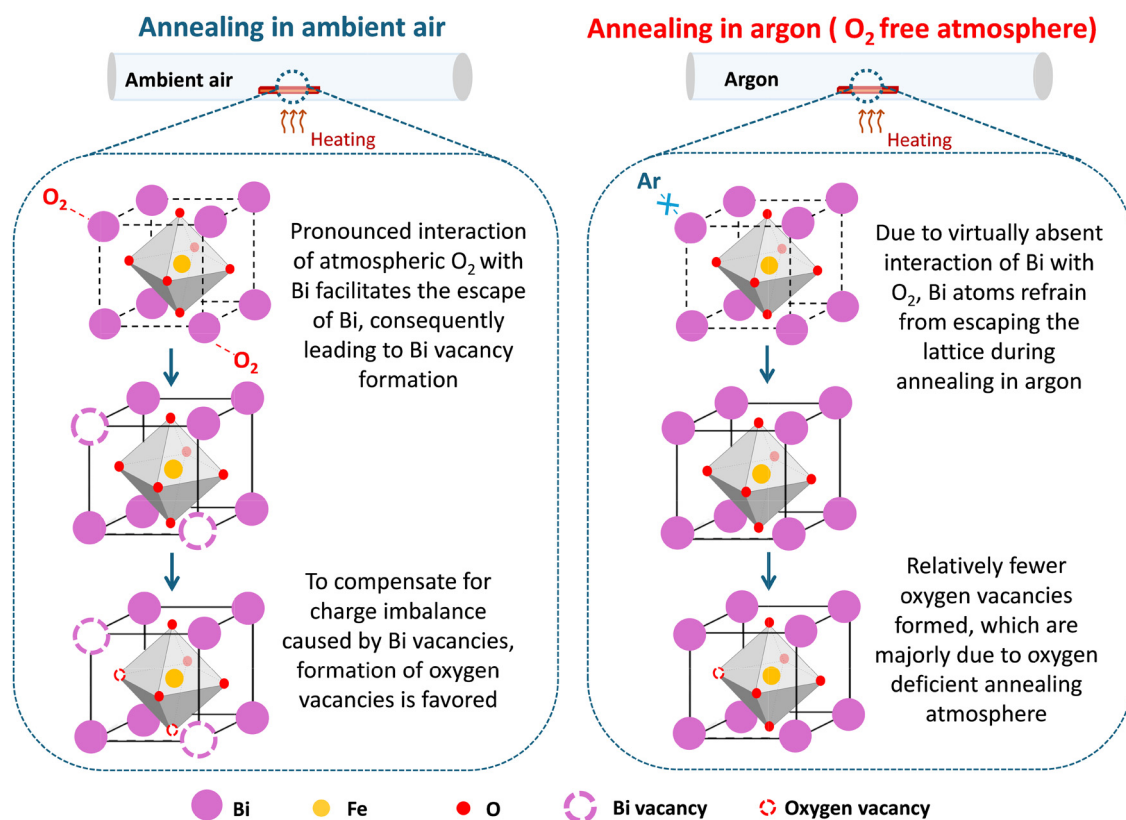 Annealing in ambient air
Ambient air
Heating
O₂
Pronounced interaction
of atmospheric O₂ with
Bi facilitates the escape
of Bi, consequently
leading to Bi vacancy
formation
O₂
To compensate for
charge imbalance
caused by Bi vacancies,
formation of oxygen
vacancies is favored
Annealing in argon ( O₂ free atmosphere)
Argon
Heating
Ar
Due to virtually absent
interaction of Bi with
O₂, Bi atoms refrain
from escaping the
lattice during
annealing in argon
Relatively fewer
oxygen vacancies
formed, which are
majorly due to oxygen
deficient annealing
atmosphere
Bi
Fe
O
Bi vacancy
Oxygen vacancy